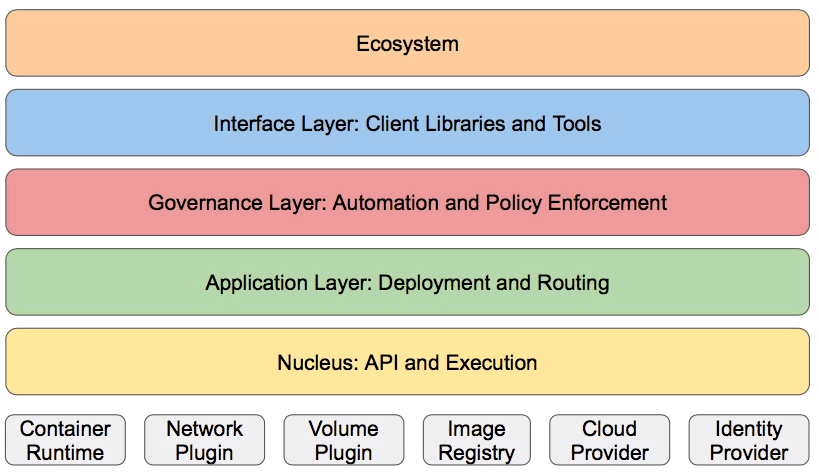 Ecosystem
Interface Layer: Client Libraries and Tools
Governance Layer: Automation and Policy Enforcement
Application Layer: Deployment and Routing
Nucleus: API and Execution
Container
Runtime
Network
Plugin
Volume
Plugin
Image
Registry
Cloud
Provider
Identity
Provider